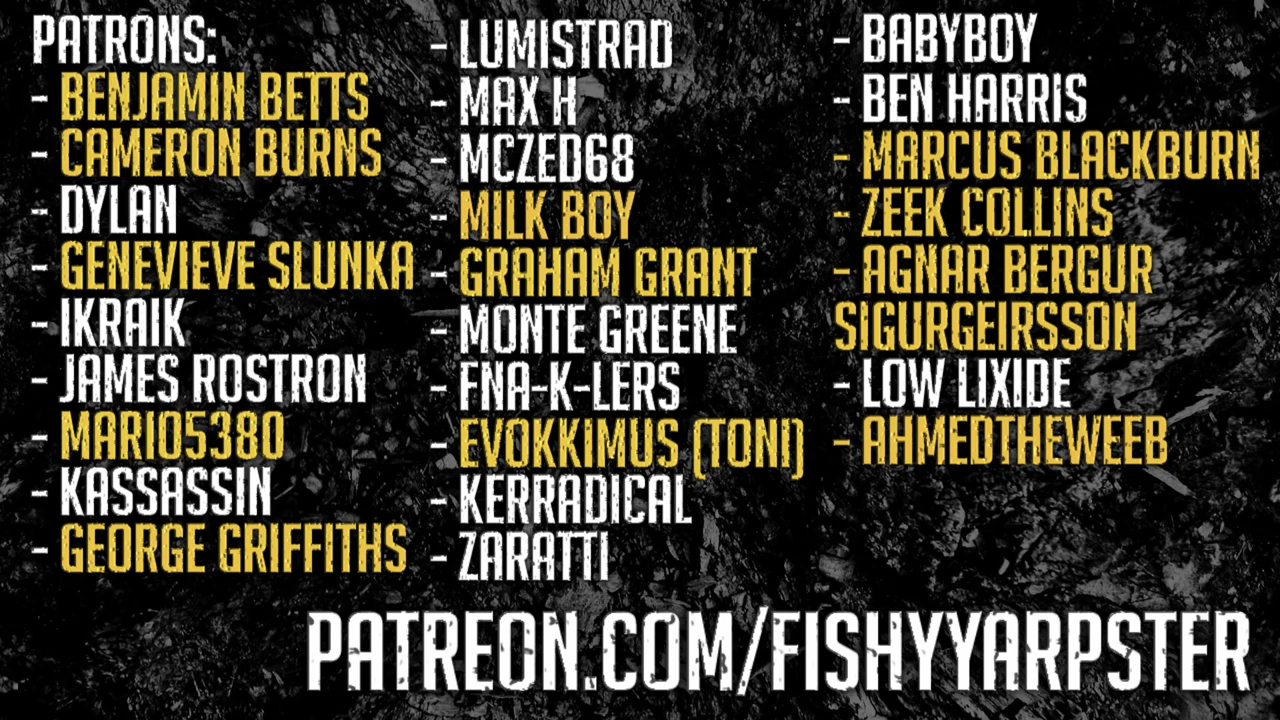 PATRONS:
- BENJAMIN BETTS
- CAMERON BURNS
- DYLAN
- GENEVIEVE SLUNKA
- IKRAIK
- JAMES ROSTRON
- MARIO5380
- KASSASSIN
- GEORGE GRIFFITHS
- LUMISTRAD
- MAX H
- MCZED68
- MILK BOY
- GRAHAM GRANT
- MONTE GREENE
- FNA-K-LERS
- EVOKKIMUS (TONI)
- KERRADICAL
- ZARATTI
- BABYBOY
- BEN HARRIS
- MARCUS BLACKBURN
- ZEEK COLLINS
- AGNAR BERGUR
SIGURGEIRSSON
- LOW LIXIDE
- AHMEDTHEWEEB
PATREON.COM/FISHYYARPSTER